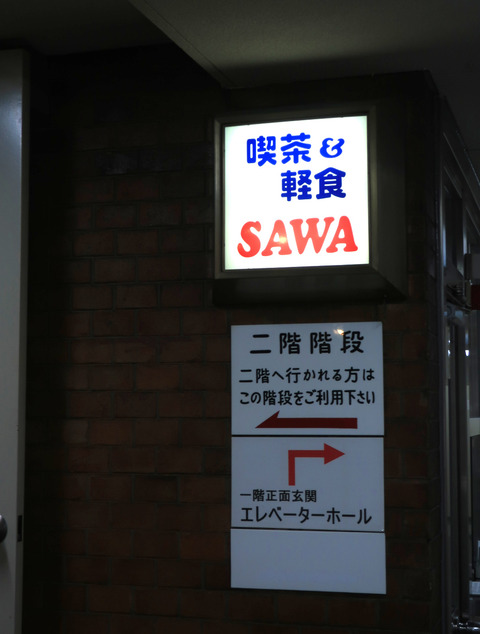 喫茶&
軽食
SAWA
二階階段
二階へ行かれる方は
この階段をご利用下さい
一階正面玄関
エレベーターホール